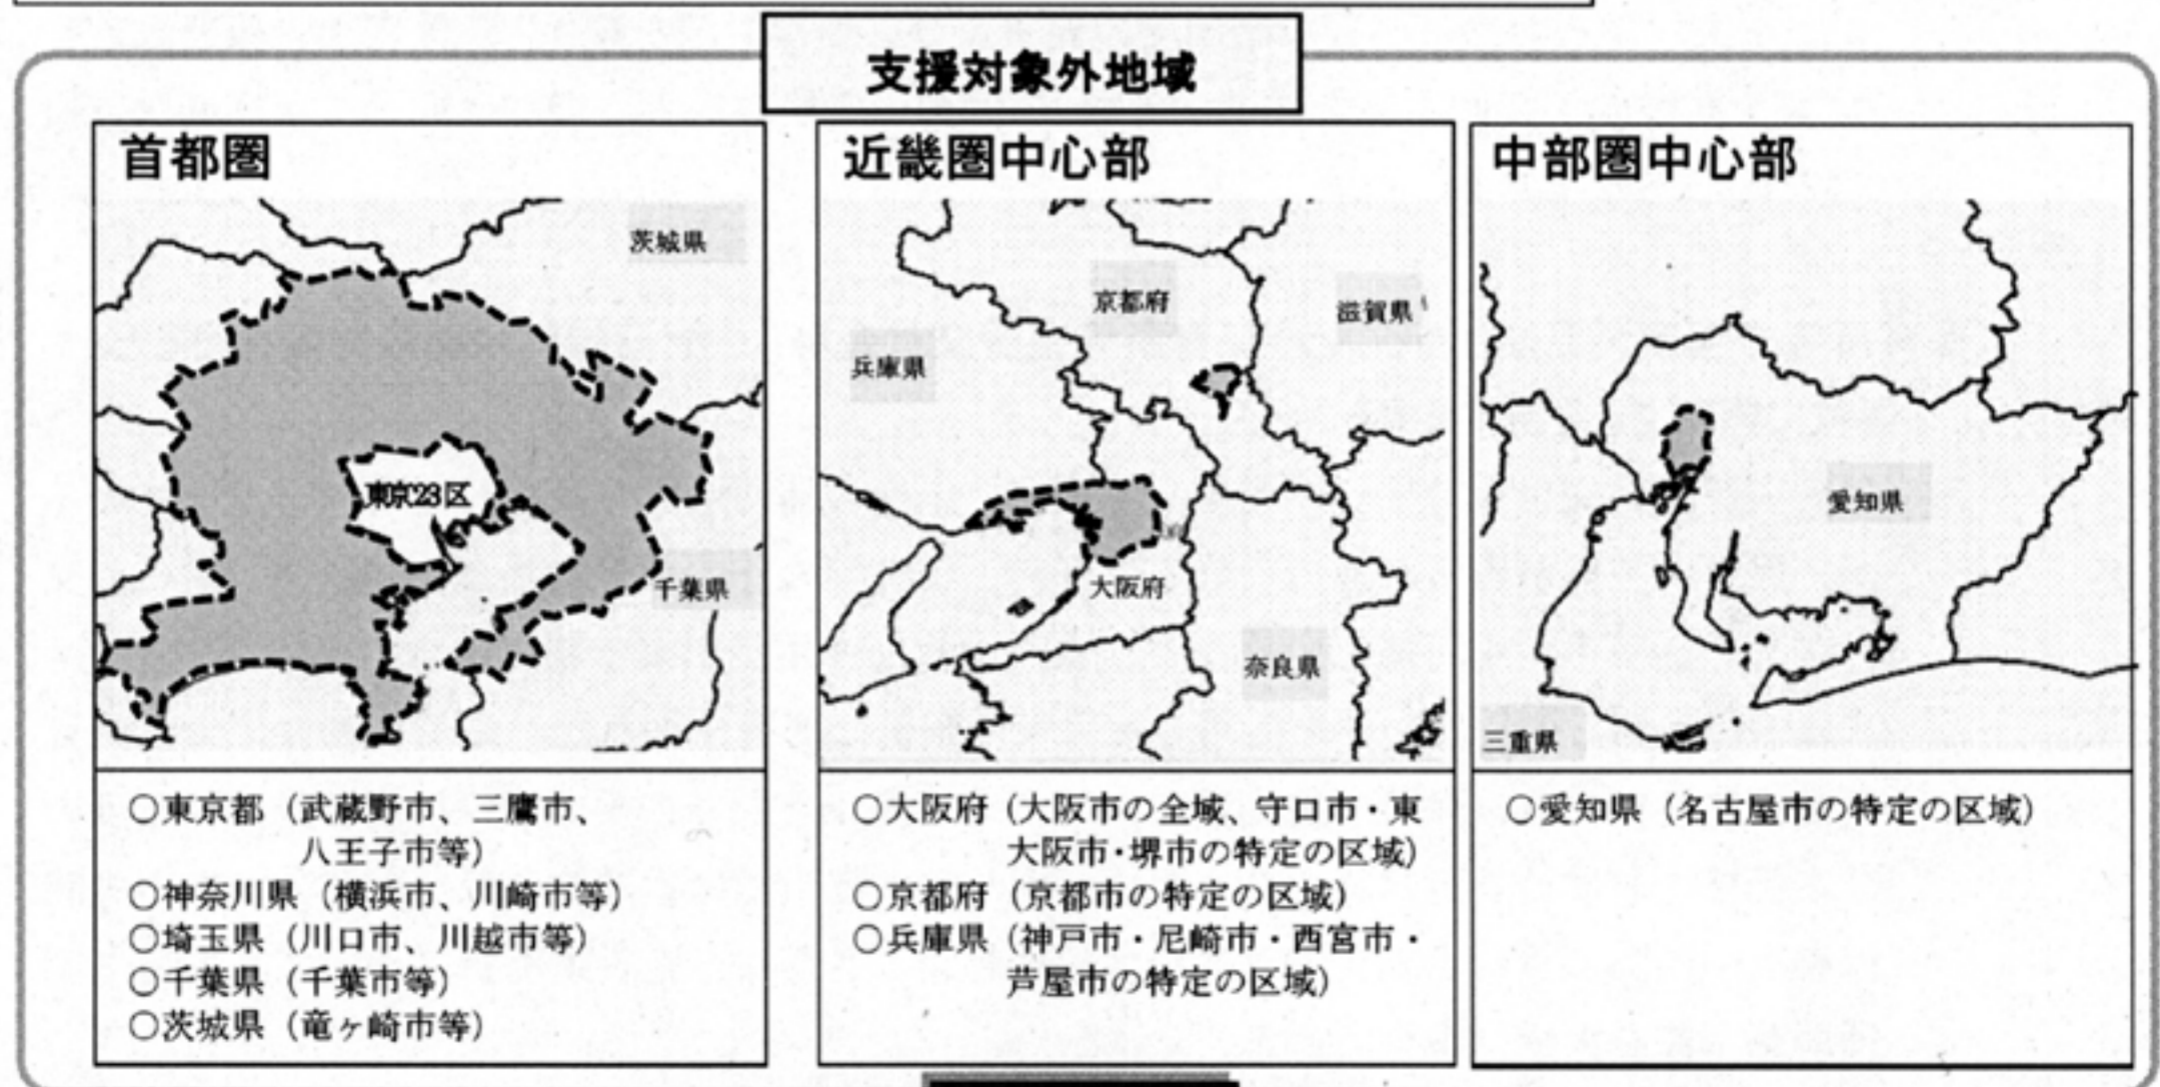 支援対象外地域
首都圏
茨城県
東京23区
千葉県
○東京都（武蔵野市、三鷹市、
八王子市等）
○神奈川県（横浜市、川崎市等）
○埼玉県（川口市、川越市等）
○千葉県（千葉市等）
○茨城県（竜ヶ崎市等）
近畿圏中心部
京都府
滋賀県
兵庫県
大阪府
奈良県
○大阪府（大阪市の全域、守口市・東
大阪市・堺市の特定の区域）
○京都府（京都市の特定の区域）
○兵庫県（神戸市・尼崎市・西宮市・
芦屋市の特定の区域）
中部圏中心部
愛知県
三重県
○愛知県（名古屋市の特定の区域）